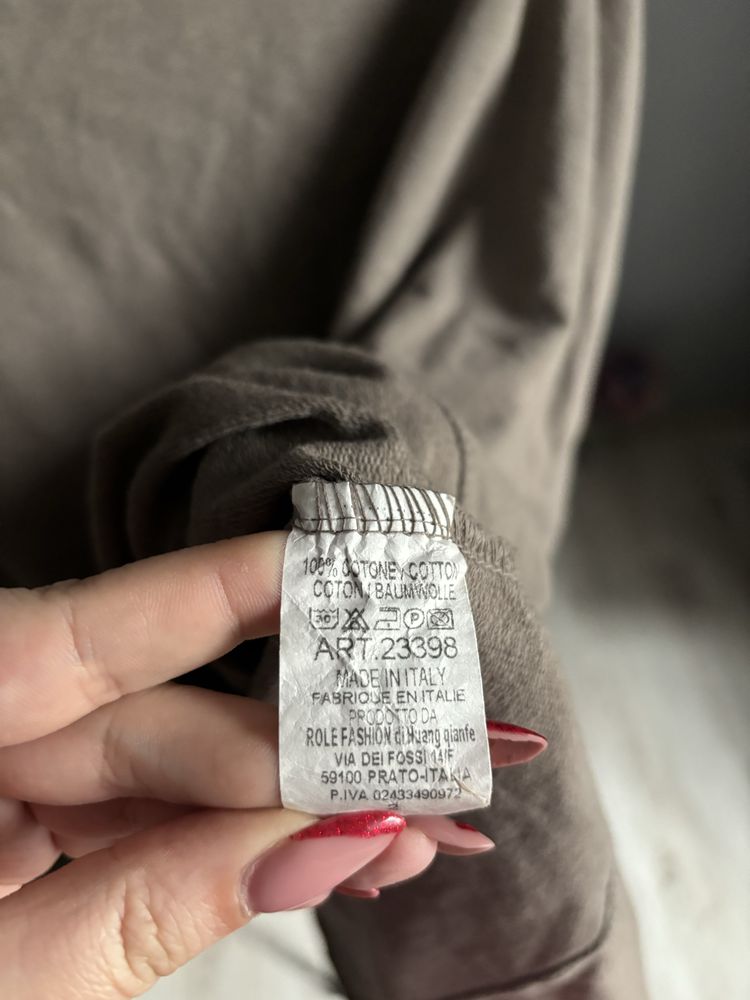 100% COTONE / COTTON
COTON / BAUMWOLLE
30° P
ART.23398
MADE IN ITALY
FABRIQUE EN ITALIE
PRODOTTO DA
ROLE FASHION di Huang qianfe
VIA DEI FOSSI 14/F
59100 PRATO-ITALIA
P.IVA 02433490972